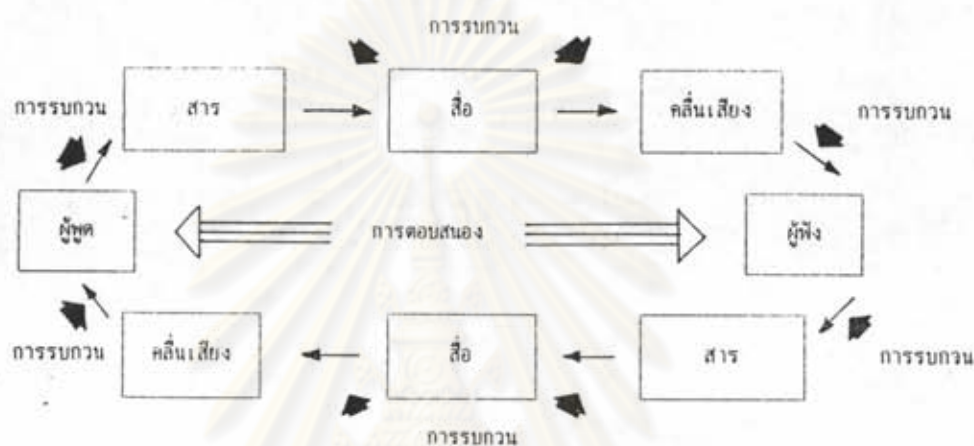 การรบกวน
สาร
สื่อ
คลื่นเสียง
การรบกวน
การรบกวน
ผู้พูด
การตอบสนอง
ผู้ฟัง
การรบกวน
คลื่นเสียง
สื่อ
สาร
การรบกวน
การรบกวน